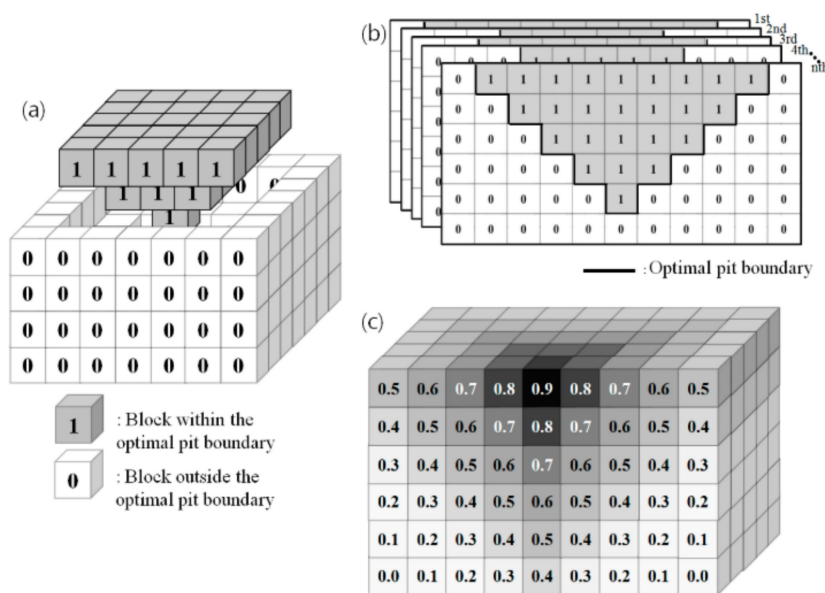 (a)
1 1 1 1 1
1 1 1 0
1
0 0 0 0 0 0 0
0 0 0 0 0 0 0
0 0 0 0 0 0 0
0 0 0 0 0 0 0
1 : Block within the
optimal pit boundary
0 : Block outside the
optimal pit boundary
(b)
1st
2nd
3rd
4th
nth
0 1 1 1 1 1 1 1 1 1 0
0 0 1 1 1 1 1 1 1 0 0
0 0 0 1 1 1 1 1 0 0 0
0 0 0 0 1 1 1 0 0 0 0
0 0 0 0 0 1 0 0 0 0 0
0 0 0 0 0 0 0 0 0 0 0
: Optimal pit boundary
(c)
0.5 0.6 0.7 0.8 0.9 0.8 0.7 0.6 0.5
0.4 0.5 0.6 0.7 0.8 0.7 0.6 0.5 0.4
0.3 0.4 0.5 0.6 0.7 0.6 0.5 0.4 0.3
0.2 0.3 0.4 0.5 0.6 0.5 0.4 0.3 0.2
0.1 0.2 0.3 0.4 0.5 0.4 0.3 0.2 0.1
0.0 0.1 0.2 0.3 0.4 0.3 0.2 0.1 0.0